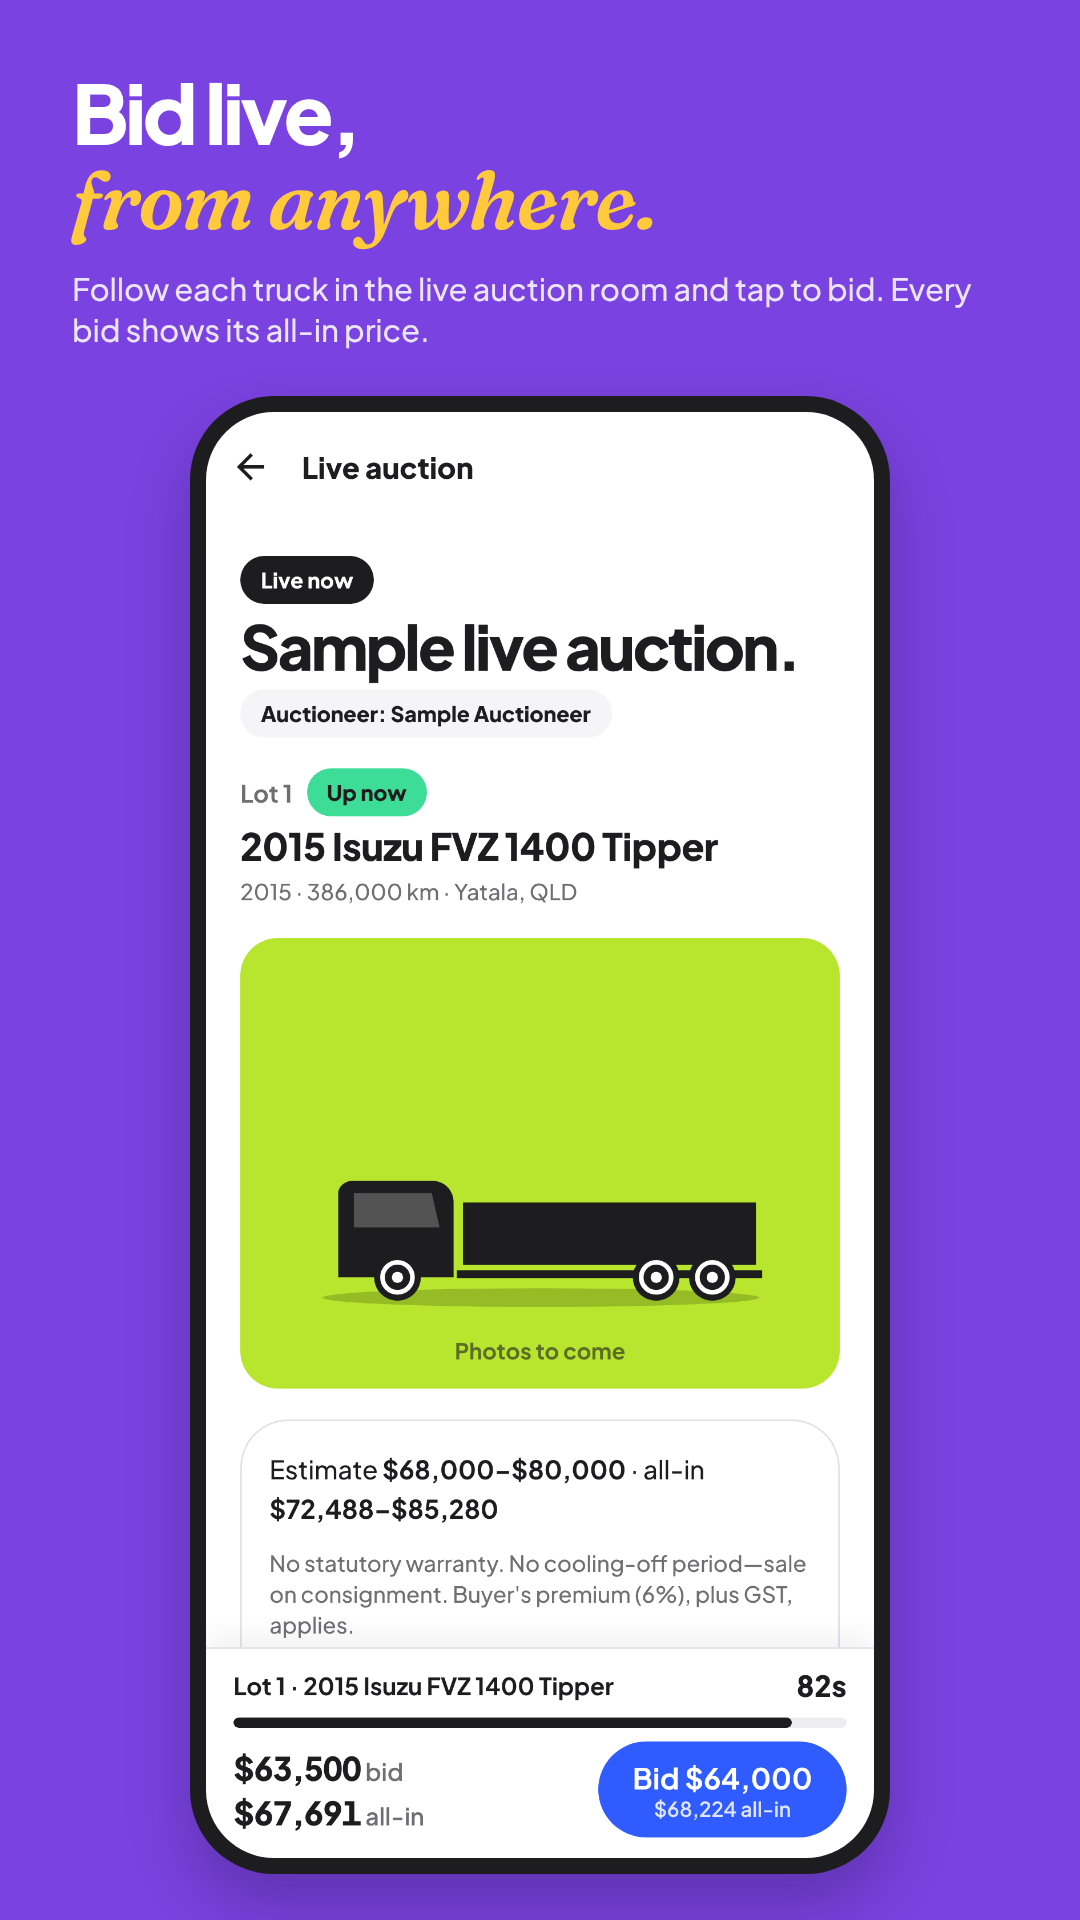 Bid live,
from anywhere.
Follow each truck in the live auction room and tap to bid. Every
bid shows its all-in price.
Live auction
Live now
Sample live auction.
Auctioneer: Sample Auctioneer
Lot 1 Up now
2015 Isuzu FVZ 1400 Tipper
2015 · 386,000 km · Yatala, QLD
Photos to come
Estimate $68,000–$80,000 · all-in
$72,488–$85,280
No statutory warranty. No cooling-off period—sale
on consignment. Buyer's premium (6%), plus GST,
applies.
Lot 1 · 2015 Isuzu FVZ 1400 Tipper 82s
$63,500 bid
$67,691 all-in
Bid $64,000
$68,224 all-in